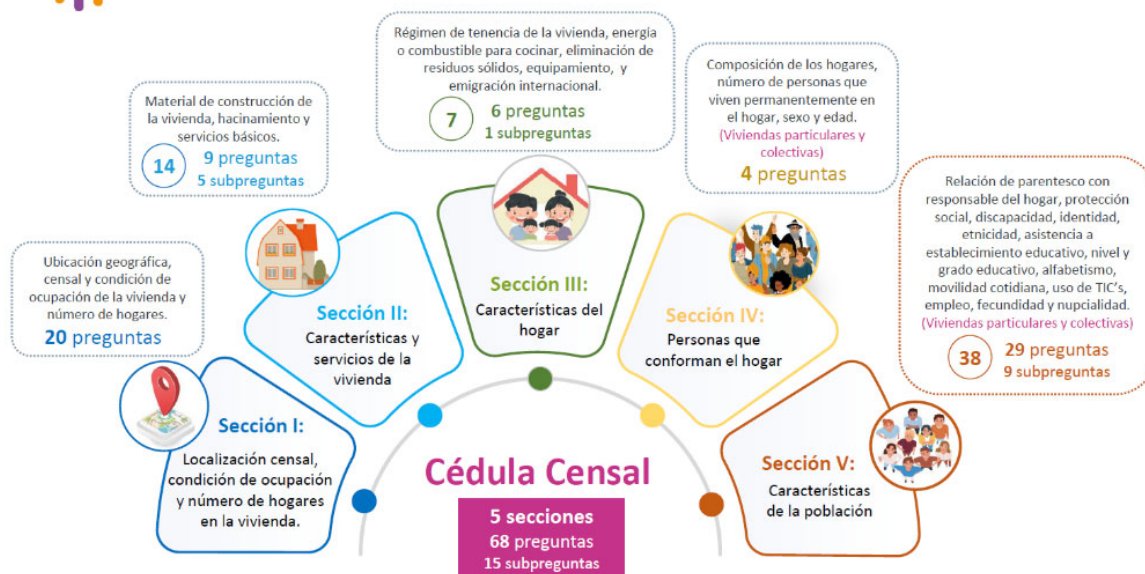 Ubicación geográfica,
censal y condición de
ocupación de la vivienda y
número de hogares.
20 preguntas
Sección I:
Localización censal,
condición de ocupación
y número de hogares
en la vivienda.
Material de construcción de
la vivienda, hacinamiento y
servicios básicos.
14
9 preguntas
5 subpreguntas
Sección II:
Características y
servicios de la
vivienda
Régimen de tenencia de la vivienda, energía
o combustible para cocinar, eliminación de
residuos sólidos, equipamiento, y
emigración internacional.
7
6 preguntas
1 subpreguntas
Sección III:
Características del
hogar
Composición de los hogares,
número de personas que
viven permanentemente en
el hogar, sexo y edad.
(Viviendas particulares y
colectivas)
4 preguntas
Sección IV:
Personas que
conforman el hogar
Relación de parentesco con
responsable del hogar, protección
social, discapacidad, identidad,
etnicidad, asistencia a
establecimiento educativo, nivel y
grado educativo, alfabetismo,
movilidad cotidiana, uso de TIC's,
empleo, fecundidad y nupcialidad.
(Viviendas particulares y colectivas)
38
29 preguntas
9 subpreguntas
Sección V:
Características
de la población
Cédula Censal
5 secciones
68 preguntas
15 subpreguntas